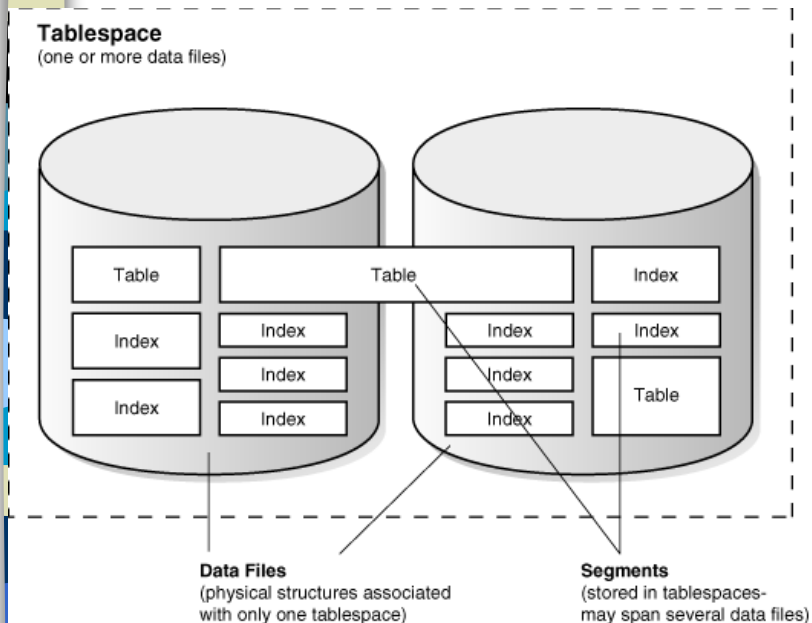 Tablespace
(one or more data files)
Table
Table
Index
Index
Index
Index
Index
Index
Index
Index
Table
Index
Index
Index
Data Files
(physical structures associated
with only one tablespace)
Segments
(stored in tablespaces-
may span several data files)